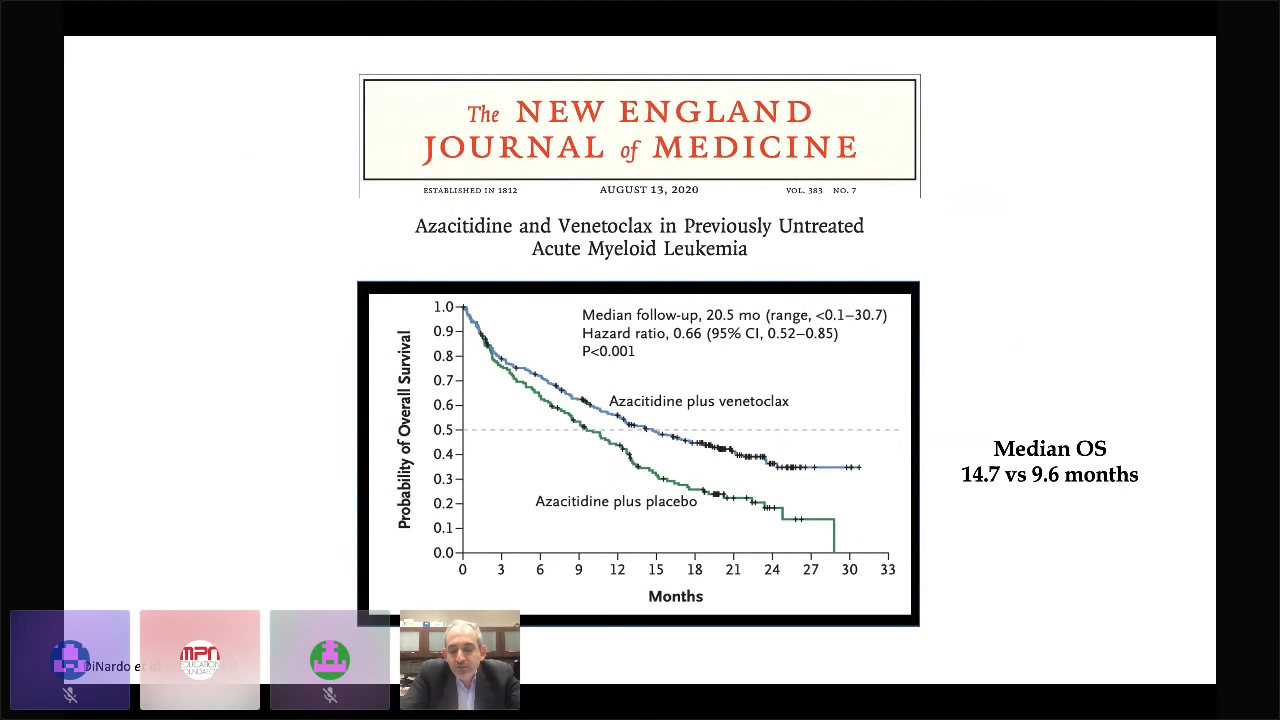 The NEW ENGLAND
JOURNAL of MEDICINE
ESTABLISHED IN 1812
AUGUST 13, 2020
VOL. 383 NO. 7
Azacitidine and Venetoclax in Previously Untreated
Acute Myeloid Leukemia
Median follow-up, 20.5 mo (range, <0.1–30.7)
Hazard ratio, 0.66 (95% CI, 0.52–0.85)
P<0.001
Probability of Overall Survival
1.0
0.9
0.8
0.7
0.6
0.5
0.4
0.3
0.2
0.1
0.0
Azacitidine plus venetoclax
Azacitidine plus placebo
0 3 6 9 12 15 18 21 24 27 30 33
Months
Median OS
14.7 vs 9.6 months
DiNardo et
MPN
EDUCATION
FOUNDATION